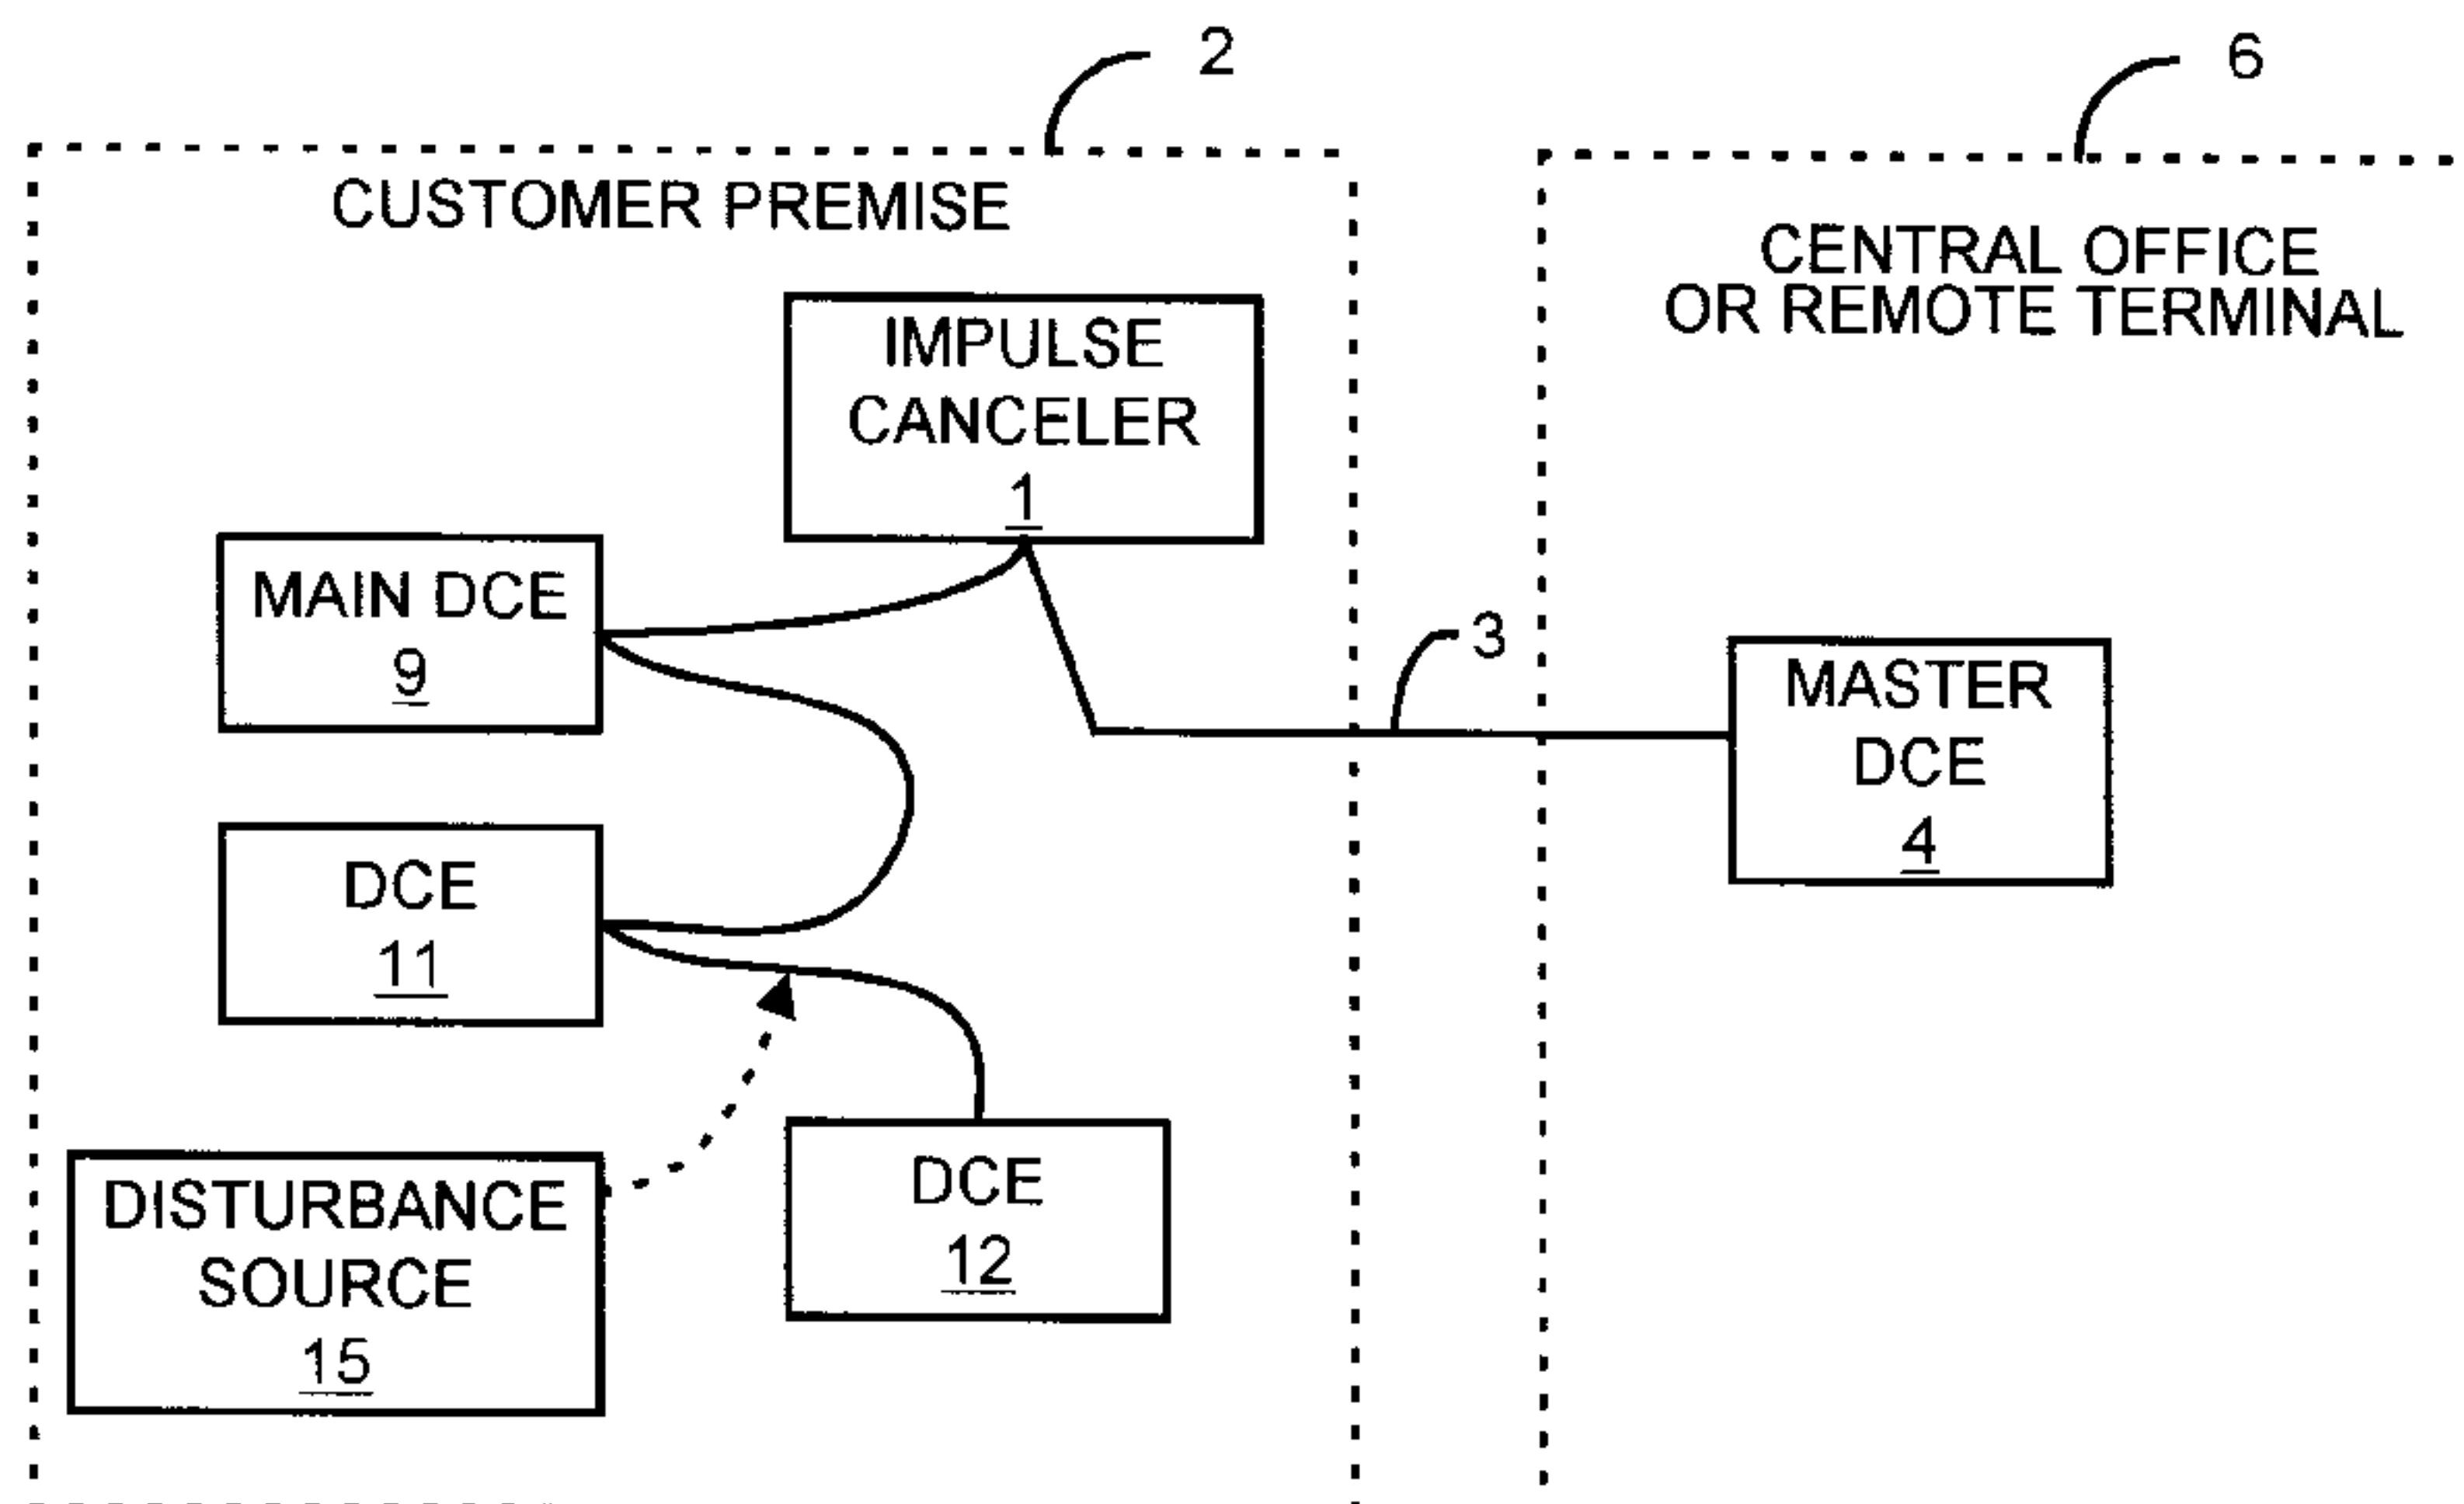 2
6
CUSTOMER PREMISE
CENTRAL OFFICE
OR REMOTE TERMINAL
IMPULSE
CANCELER
1
MAIN DCE
9
3
MASTER
DCE
4
DCE
11
DISTURBANCE
SOURCE
15
DCE
12